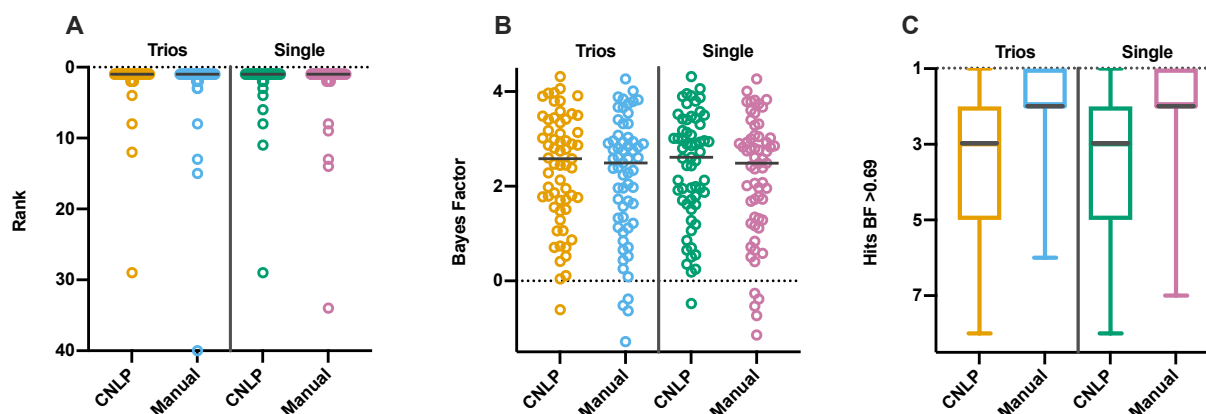 A
Trios Single
Rank
0
10
20
30
40
CNLP Manual CNLP Manual
B
Trios Single
Bayes Factor
4
2
0
CNLP Manual CNLP Manual
C
Trios Single
Hits BF >0.69
1
3
5
7
CNLP Manual CNLP Manual